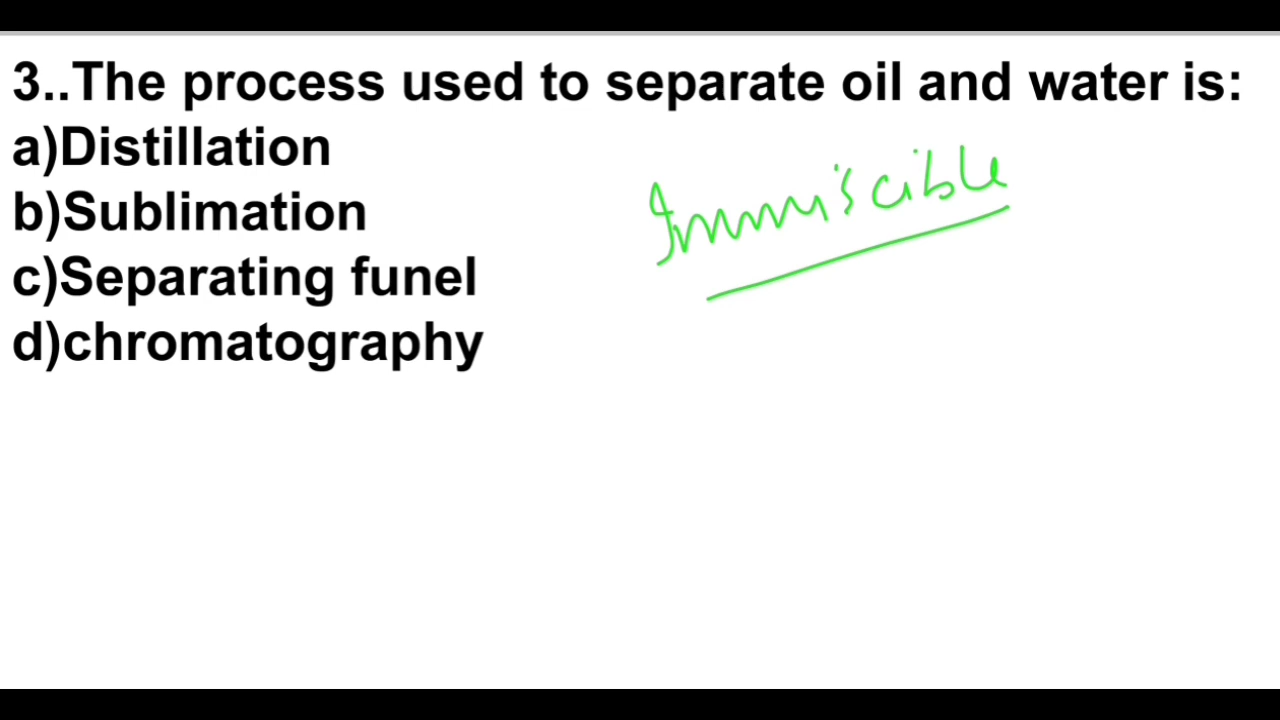 3..The process used to separate oil and water is:
a)Distillation
b)Sublimation
c)Separating funel
d)chromatography
Immiscible